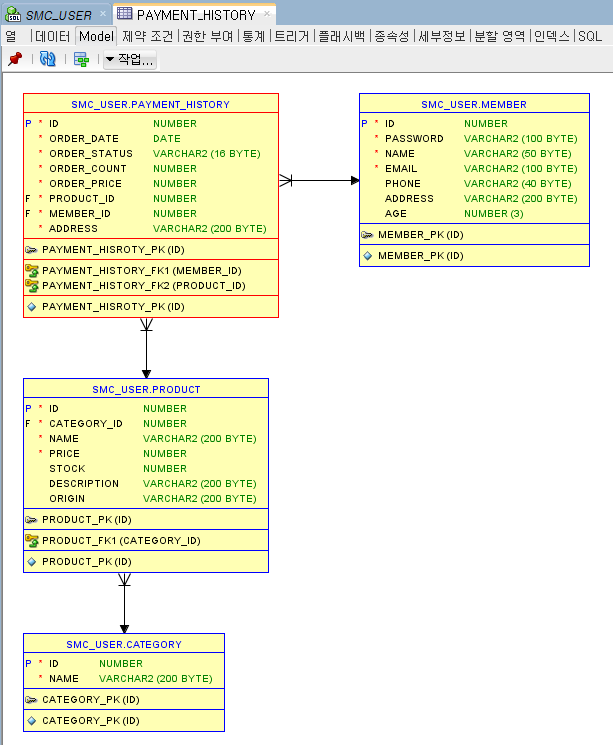 SQL SMC_USER × PAYMENT_HISTORY ×
열 |데이터 |Model |제약 조건 |권한 부여 |통계 |트리거 |플래시백 |종속성 |세부정보 |분할 영역 |인덱스 |SQL
작업...
SMC_USER.PAYMENT_HISTORY
P * ID NUMBER
* ORDER_DATE DATE
* ORDER_STATUS VARCHAR2 (16 BYTE)
* ORDER_COUNT NUMBER
* ORDER_PRICE NUMBER
F * PRODUCT_ID NUMBER
F * MEMBER_ID NUMBER
* ADDRESS VARCHAR2 (200 BYTE)
PAYMENT_HISROTY_PK (ID)
PAYMENT_HISTORY_FK1 (MEMBER_ID)
PAYMENT_HISTORY_FK2 (PRODUCT_ID)
PAYMENT_HISROTY_PK (ID)
SMC_USER.MEMBER
P * ID NUMBER
* PASSWORD VARCHAR2 (100 BYTE)
* NAME VARCHAR2 (50 BYTE)
* EMAIL VARCHAR2 (100 BYTE)
PHONE VARCHAR2 (40 BYTE)
ADDRESS VARCHAR2 (200 BYTE)
AGE NUMBER (3)
MEMBER_PK (ID)
MEMBER_PK (ID)
SMC_USER.PRODUCT
P * ID NUMBER
F * CATEGORY_ID NUMBER
* NAME VARCHAR2 (200 BYTE)
* PRICE NUMBER
STOCK NUMBER
DESCRIPTION VARCHAR2 (200 BYTE)
ORIGIN VARCHAR2 (200 BYTE)
PRODUCT_PK (ID)
PRODUCT_FK1 (CATEGORY_ID)
PRODUCT_PK (ID)
SMC_USER.CATEGORY
P * ID NUMBER
* NAME VARCHAR2 (200 BYTE)
CATEGORY_PK (ID)
CATEGORY_PK (ID)